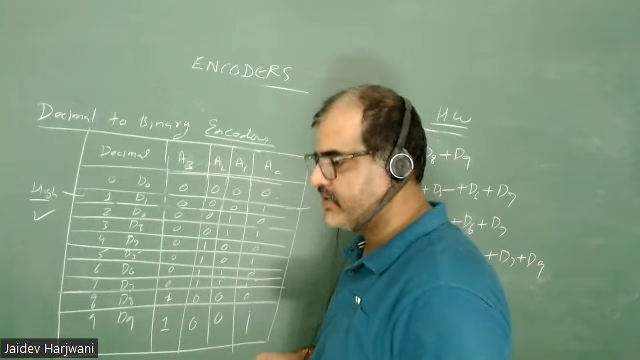 ENCODERS
Decimal to Binary Encoders
HW
Decimal A3 A2 A1 A0
0 D0 0 0 0 0
1 D1 0 0 0 1
2 D2 0 0 1 0
3 D3 0 0 1 1
4 D4 0 1 0 0
5 D5 0 1 0 1
6 D6 0 1 1 0
7 D7 0 1 1 1
8 D8 1 0 0 0
9 D9 1 0 0 1
High
✓
+ D9
+ D7
+ D7
+ D7 + D9
Jaidev Harjwani